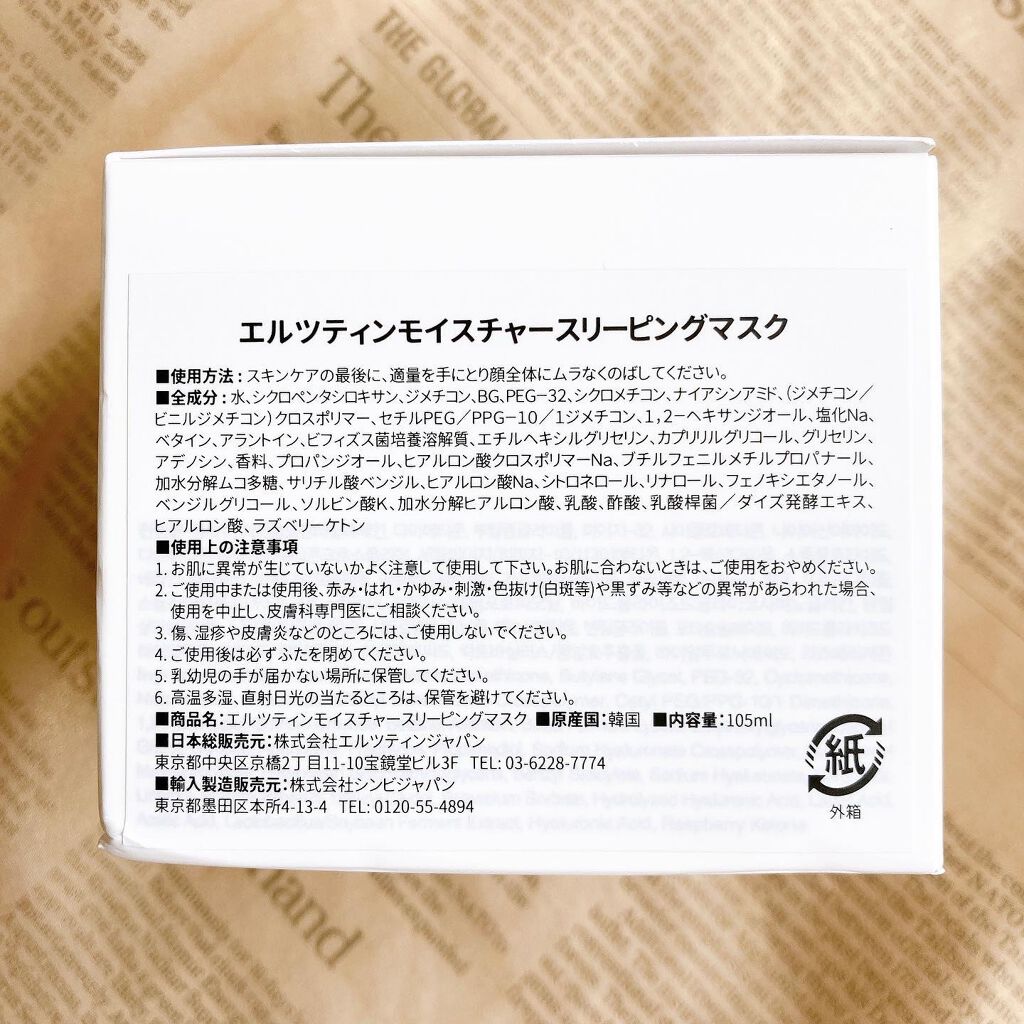 THE GLOBAL
エルツティンモイスチャースリーピングマスク
■使用方法：スキンケアの最後に、適量を手にとり顔全体にムラなくのばしてください。
■全成分：水、シクロペンタシロキサン、ジメチコン、BG、PEG−32、シクロメチコン、ナイアシンアミド、（ジメチコン／
ビニルジメチコン）クロスポリマー、セチルPEG／PPG−10／1ジメチコン、1，2−ヘキサンジオール、塩化Na、
ベタイン、アラントイン、ビフィズス菌培養溶解質、エチルヘキシルグリセリン、カプリリルグリコール、グリセリン、
アデノシン、香料、プロパンジオール、ヒアルロン酸クロスポリマーNa、ブチルフェニルメチルプロパナール、
加水分解ムコ多糖、サリチル酸ベンジル、ヒアルロン酸Na、シトロネロール、リナロール、フェノキシエタノール、
ベンジルグリコール、ソルビン酸K、加水分解ヒアルロン酸、乳酸、酢酸、乳酸桿菌／ダイズ発酵エキス、
ヒアルロン酸、ラズベリーケトン
■使用上の注意事項
1. お肌に異常が生じていないかよく注意して使用して下さい。お肌に合わないときは、ご使用をおやめください。
2. ご使用中または使用後、赤み・はれ・かゆみ・刺激・色抜け(白斑等)や黒ずみ等などの異常があらわれた場合、
使用を中止し、皮膚科専門医にご相談ください。
3. 傷、湿疹や皮膚炎などのところには、ご使用しないでください。
4. ご使用後は必ずふたを閉めてください。
5. 乳幼児の手が届かない場所に保管してください。
6. 高温多湿、直射日光の当たるところは、保管を避けてください。
■商品名：エルツティンモイスチャースリーピングマスク ■原産国：韓国 ■内容量：105ml
■日本総販売元：株式会社エルツティンジャパン
東京都中央区京橋2丁目11-10宝鏡堂ビル3F TEL: 03-6228-7774
■輸入製造販売元：株式会社シンビジャパン
東京都墨田区本所4-13-4 TEL: 0120-55-4894
紙
外箱